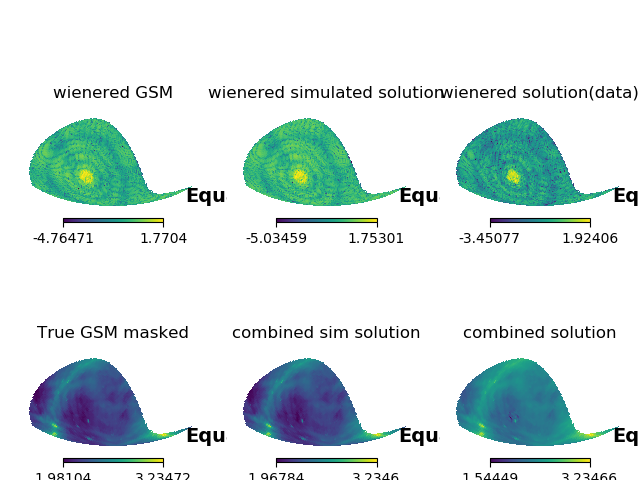 wienered GSM wienered simulated solution wienered solution(data)
Equ Equ Eq
-4.76471 1.7704 -5.03459 1.75301 -3.45077 1.92406
True GSM masked combined sim solution combined solution
Equ Equ Eq
1.98104 3.23472 1.96784 3.2346 1.54449 3.23466